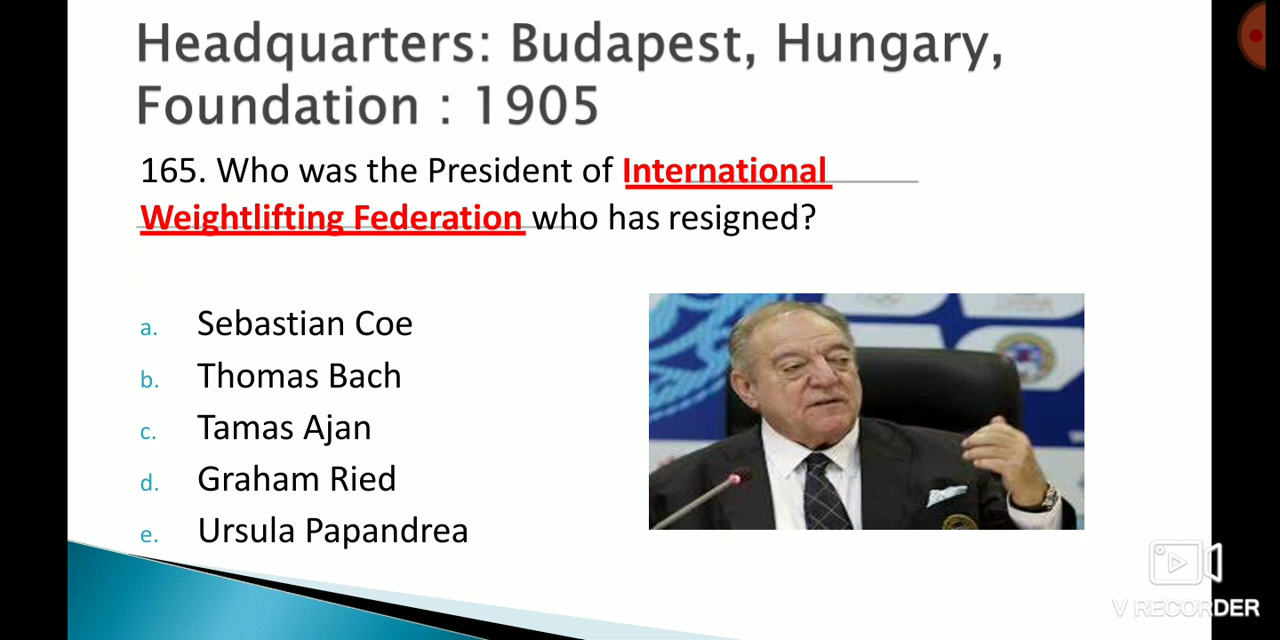 Headquarters: Budapest, Hungary,
Foundation : 1905
165. Who was the President of International
Weightlifting Federation who has resigned?
a. Sebastian Coe
b. Thomas Bach
c. Tamas Ajan
d. Graham Ried
e. Ursula Papandrea
V RECORDER